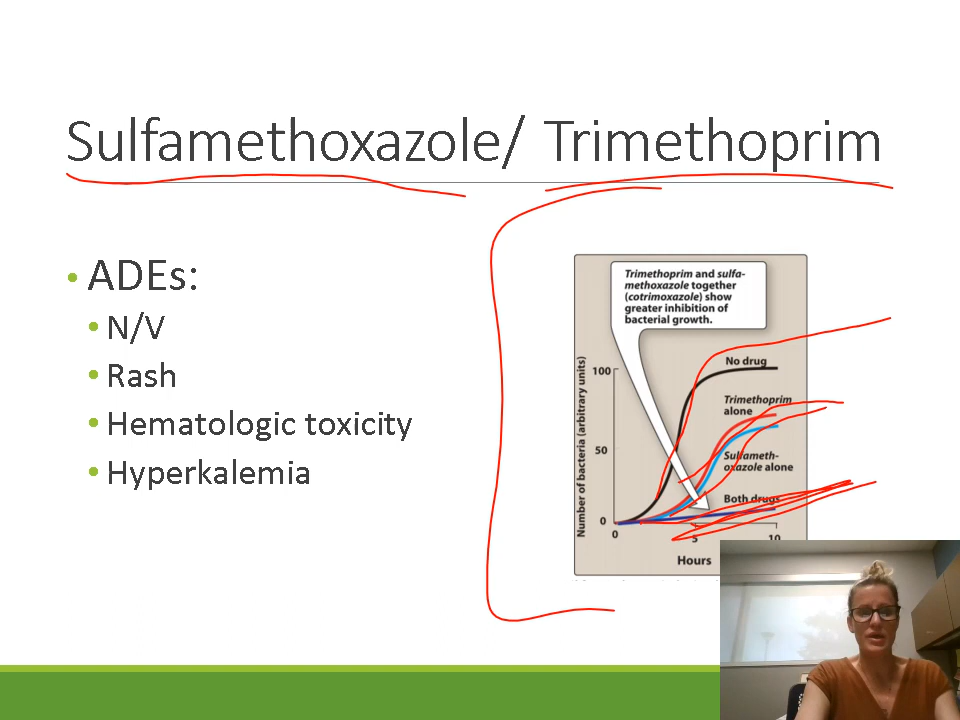 Sulfamethoxazole/ Trimethoprim
• ADEs:
• N/V
• Rash
• Hematologic toxicity
• Hyperkalemia
Trimethoprim and sulfa-
methoxazole together
(cotrimoxazole) show
greater inhibition of
bacterial growth.
Number of bacteria (arbitrary units)
100
50
0
No drug
Trimethoprim
alone
Sulfameth-
oxazole alone
Both drugs
0
5
10
Hours